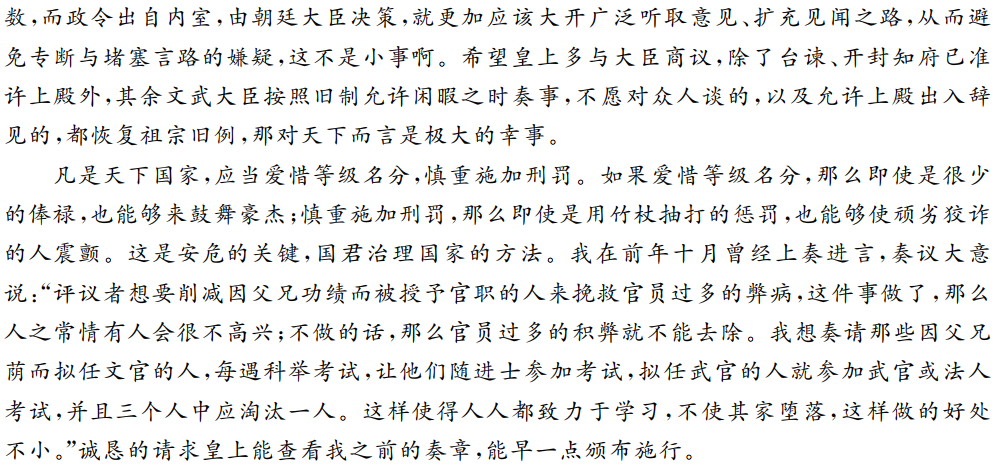 数,而政令出自内室,由朝廷大臣决策,就更加应该大开广泛听取意见、扩充见闻之路,从而避
免专断与堵塞言路的嫌疑,这不是小事啊。希望皇上多与大臣商议,除了台谏、开封知府已准
许上殿外,其余文武大臣按照旧制允许闲暇之时奏事,不愿对众人谈的,以及允许上殿出入辞
见的,都恢复祖宗旧例,那对天下而言是极大的幸事。
凡是天下国家,应当爱惜等级名分,慎重施加刑罚。如果爱惜等级名分,那么即使是很少
的俸禄,也能够来鼓舞豪杰;慎重施加刑罚,那么即使是用竹杖抽打的惩罚,也能够使顽劣狡诈
的人震颤。这是安危的关键,国君治理国家的方法。我在前年十月曾经上奏进言,奏议大意
说:“评议者想要削减因父兄功绩而被授予官职的人来挽救官员过多的弊病,这件事做了,那么
人之常情有人会很不高兴;不做的话,那么官员过多的积弊就不能去除。我想奏请那些因父兄
荫而拟任文官的人,每遇科举考试,让他们随进士参加考试,拟任武官的人就参加武官或法人
考试,并且三个人中应淘汰一人。这样使得人人都致力于学习,不使其家堕落,这样做的好处
不小。”诚恳的请求皇上能查看我之前的奏章,能早一点颁布施行。